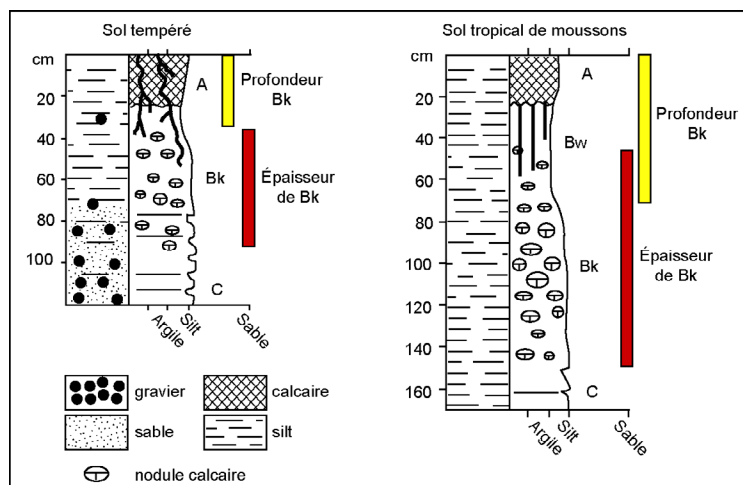 Sol tempéré
cm
20
40
60
80
100
A
Bk
C
Profondeur
Bk
Épaisseur
de Bk
Argile
Silt
Sable
Sol tropical de moussons
cm
20
40
60
80
100
120
140
160
A
Bw
Bk
C
Profondeur
Bk
Épaisseur
de Bk
Argile
Silt
Sable
gravier
calcaire
sable
silt
nodule calcaire